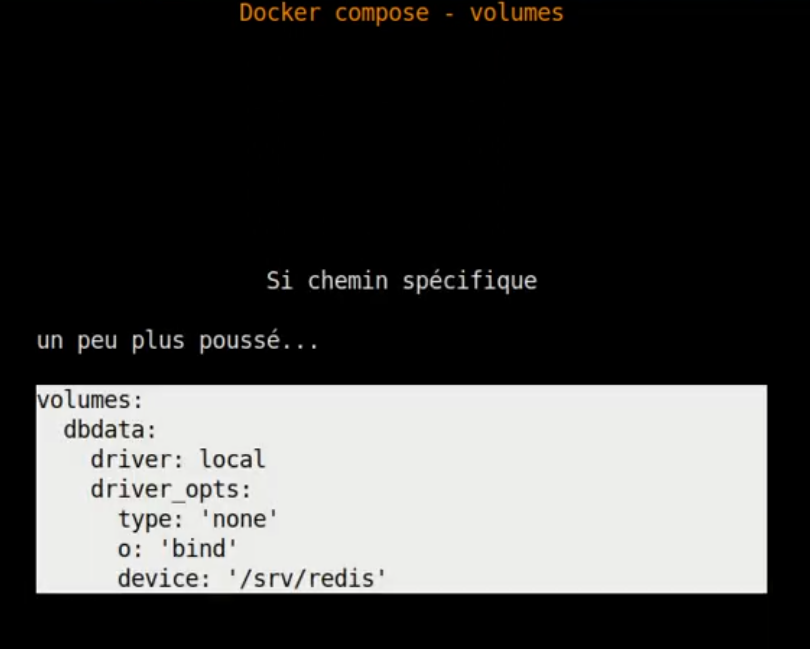 Docker compose - volumes
Si chemin spécifique
un peu plus poussé...
volumes:
  dbdata:
    driver: local
    driver_opts:
      type: 'none'
      o: 'bind'
      device: '/srv/redis'